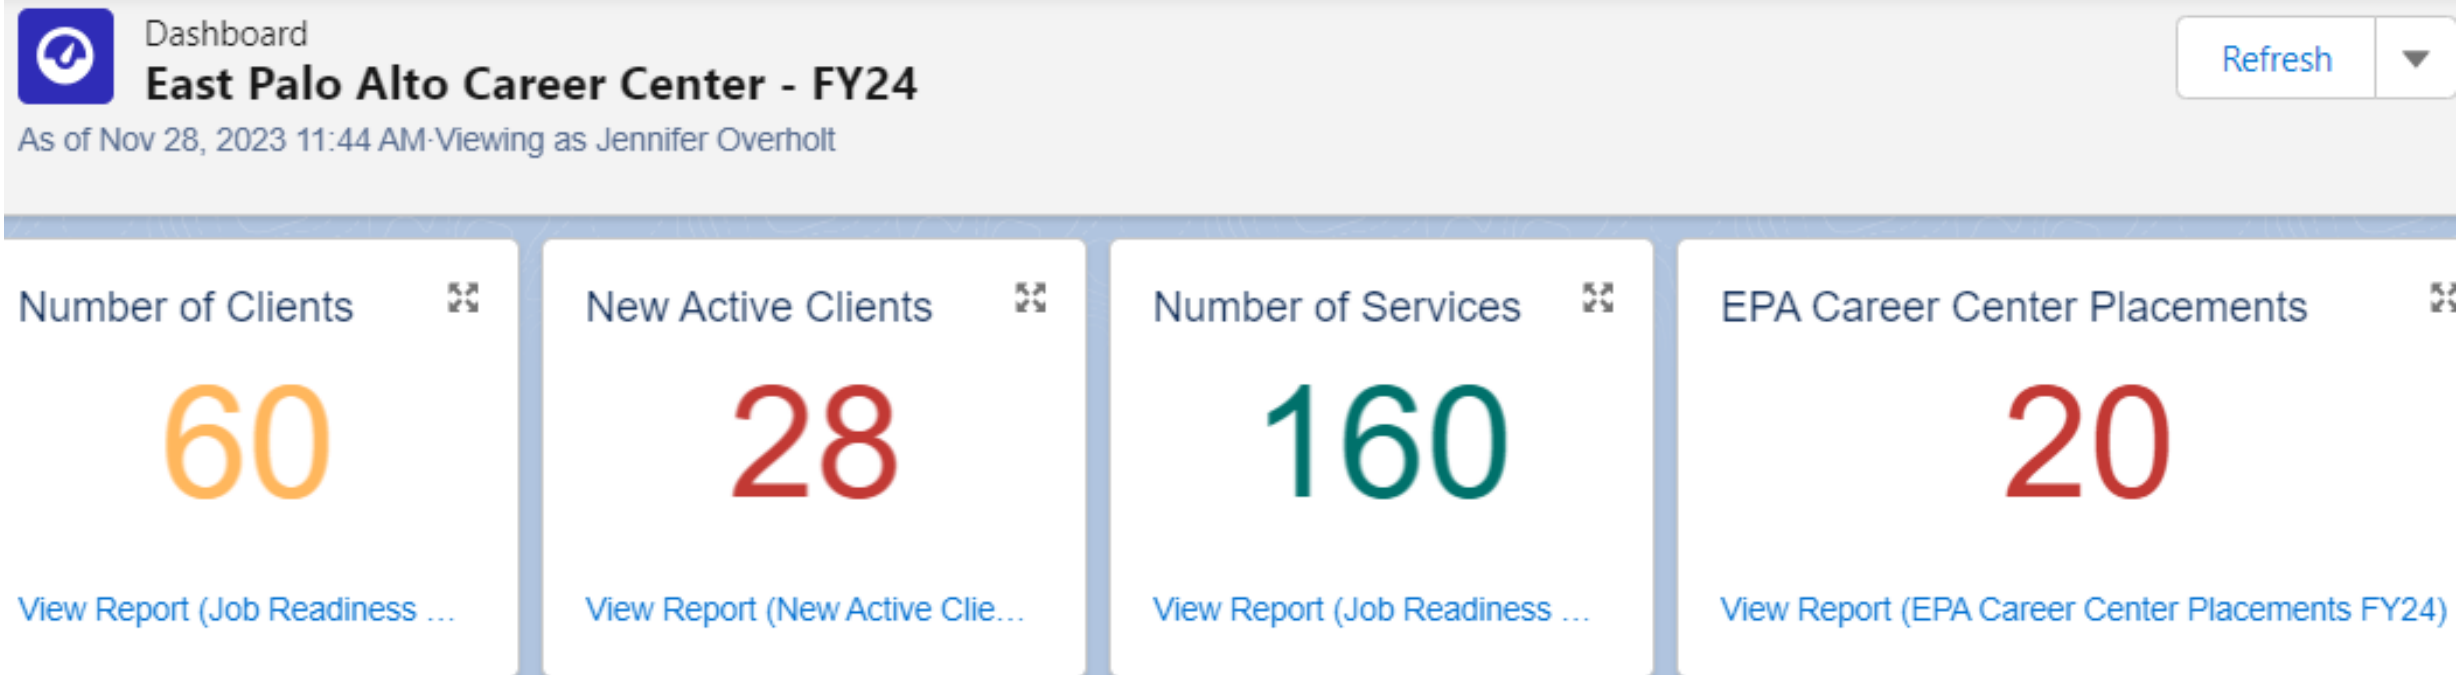 Dashboard
East Palo Alto Career Center - FY24
As of Nov 28, 2023 11:44 AM·Viewing as Jennifer Overholt
Refresh
Number of Clients
60
View Report (Job Readiness ...
New Active Clients
28
View Report (New Active Clie...
Number of Services
160
View Report (Job Readiness ...
EPA Career Center Placements
20
View Report (EPA Career Center Placements FY24)